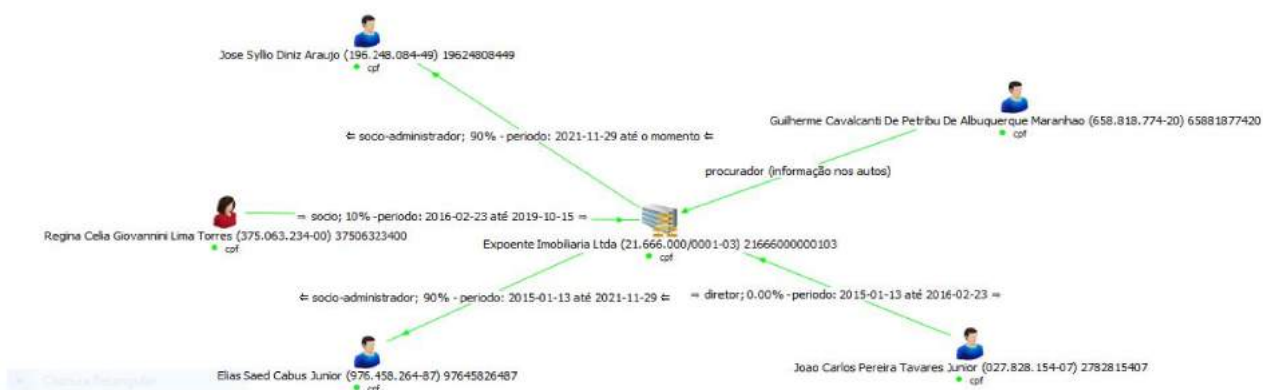 Jose Syllio Diniz Araujo (196.248.084-49) 19624808449
cpf
Guilherme Cavalcanti De Petribu De Albuquerque Maranhao (658.818.774-20) 65881877420
cpf
⇐ socio-administrador; 90% - periodo: 2021-11-29 até o momento ⇐
procurador (informação nos autos)
⇒ socio; 10% -periodo: 2016-02-23 até 2019-10-15 ⇒
Regina Celia Giovannini Lima Torres (375.063.234-00) 37506323400
cpf
Expoente Imobiliaria Ltda (21.666.000/0001-03) 21666000000103
cpf
⇐ socio-administrador; 90% - periodo: 2015-01-13 até 2021-11-29 ⇐
⇒ diretor; 0.00% -periodo: 2015-01-13 até 2016-02-23 ⇒
Elias Saed Cabus Junior (976.458.264-87) 97645826487
cpf
Joao Carlos Pereira Tavares Junior (027.828.154-07) 2782815407
cpf